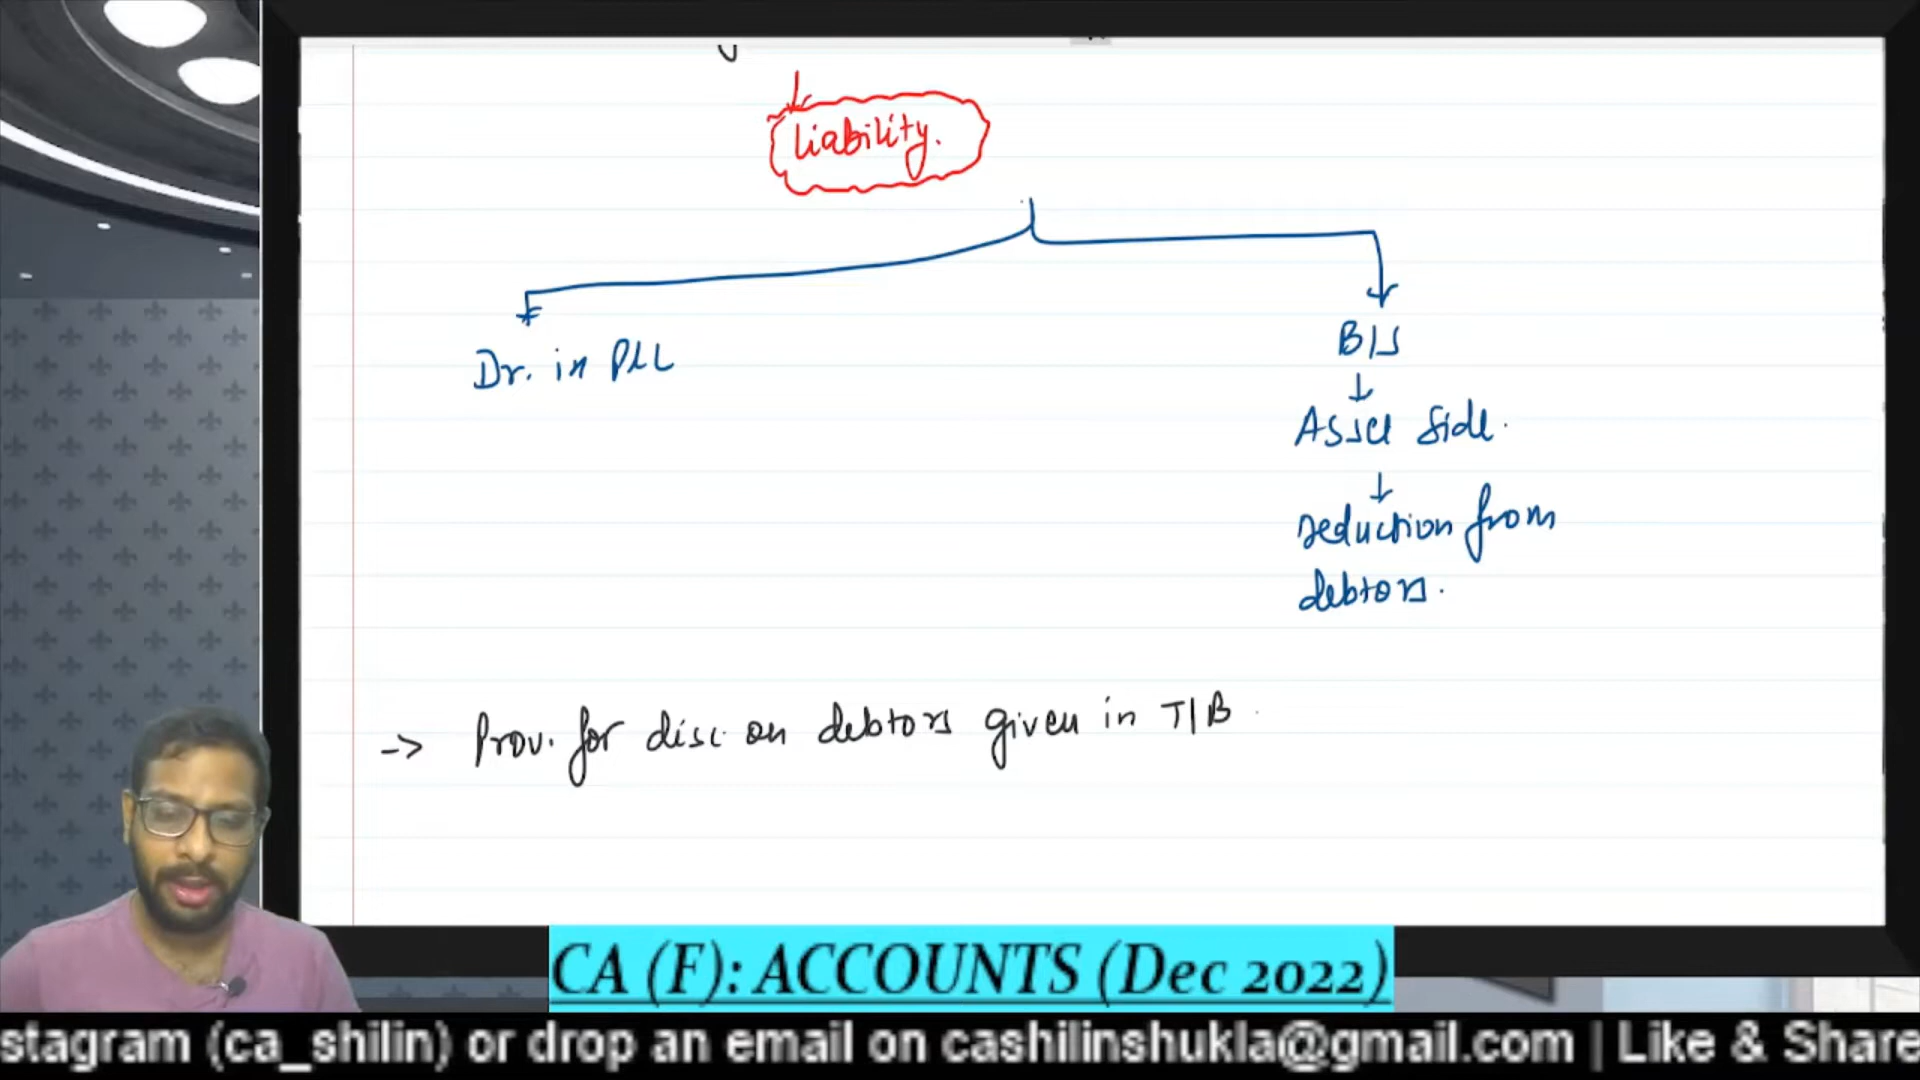 liability.
Dr. in P&L
B/S
Asset side.
reduction from
debtors.
-> Prov. for disc on debtors given in T/B
CA (F): ACCOUNTS (Dec 2022)
stagram (ca_shilin) or drop an email on cashilinshukla@gmail.com | Like & Share